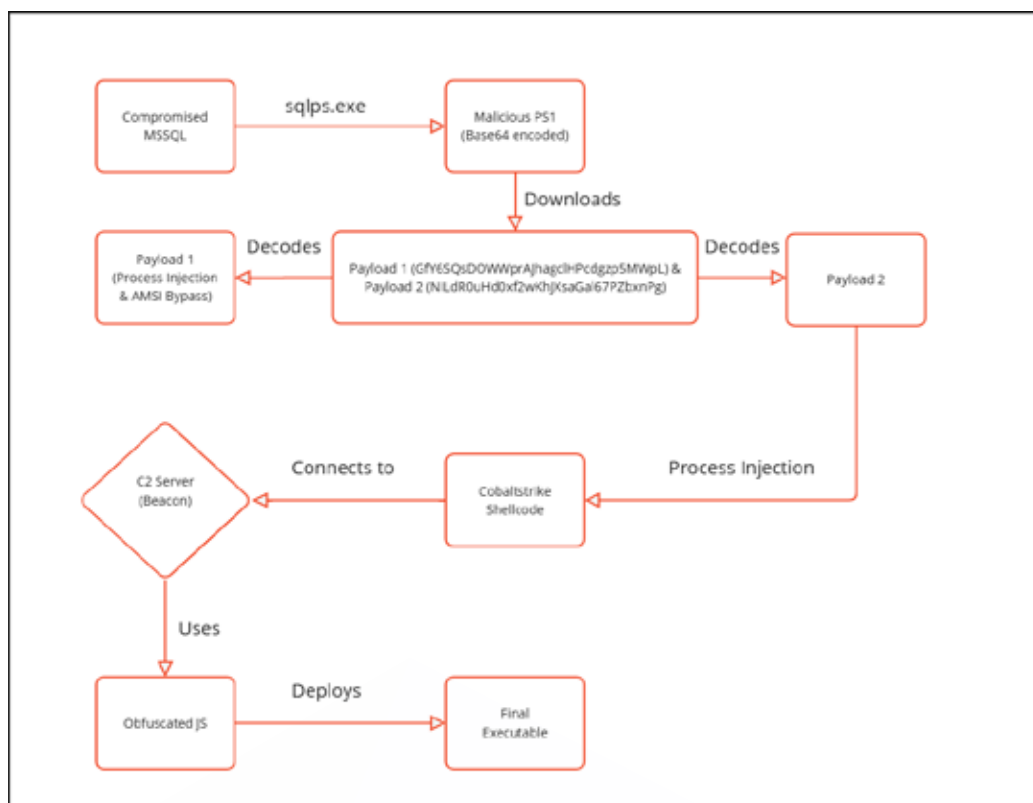 Compromised
MSSQL
sqlps.exe
Malicious PS1
(Base64 encoded)
Downloads
Payload 1
(Process Injection
& AMSI Bypass)
Decodes
Payload 1 (GfY6SQsDOWWprAJhagclHPcdgzpSMWpL) &
Payload 2 (NILdR0uHd0xf2wKhJXsaGal67PZbxnPg)
Decodes
Payload 2
C2 Server
(Beacon)
Connects to
Cobaltstrike
Shellcode
Process Injection
Uses
Obfuscated JS
Deploys
Final
Executable